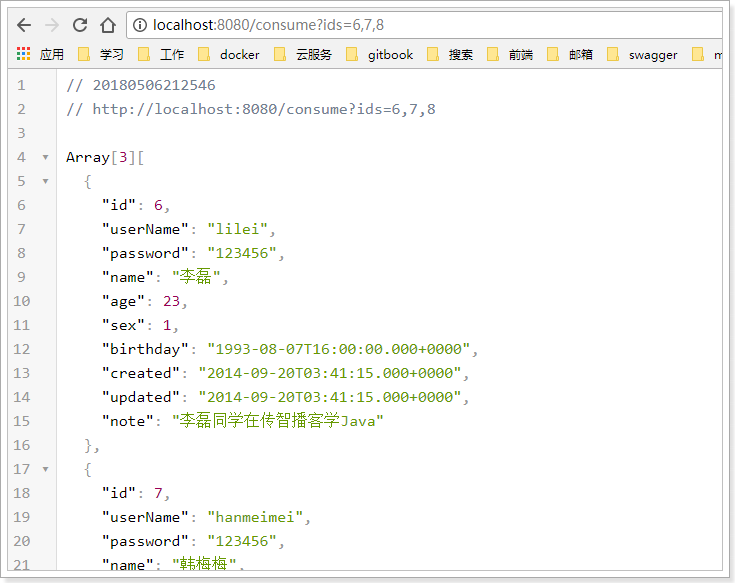 localhost:8080/consume?ids=6,7,8
应用 学习 工作 docker 云服务 gitbook 搜索 前端 邮箱 swagger
1 // 20180506212546
2 // http://localhost:8080/consume?ids=6,7,8
3
4 Array[3][
5 {
6 "id": 6,
7 "userName": "lilei",
8 "password": "123456",
9 "name": "李磊",
10 "age": 23,
11 "sex": 1,
12 "birthday": "1993-08-07T16:00:00.000+0000",
13 "created": "2014-09-20T03:41:15.000+0000",
14 "updated": "2014-09-20T03:41:15.000+0000",
15 "note": "李磊同学在传智播客学Java"
16 },
17 {
18 "id": 7,
19 "userName": "hanmeimei",
20 "password": "123456",
21 "name": "韩梅梅",